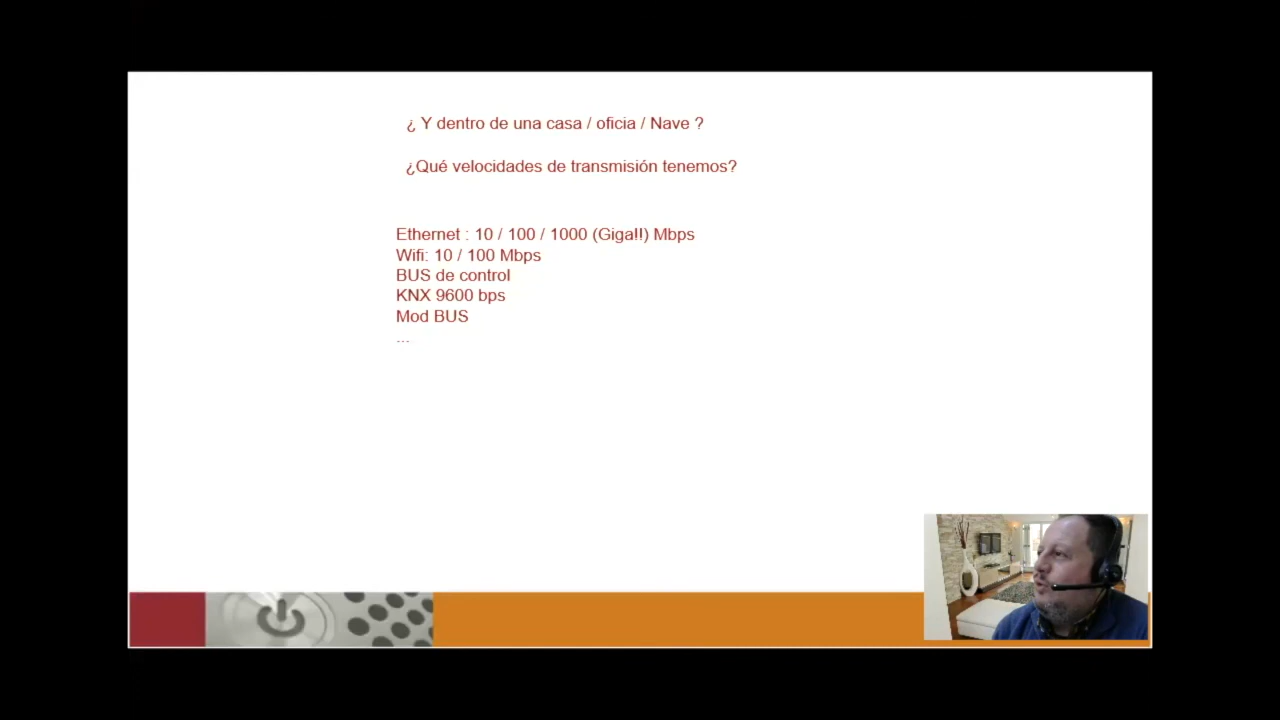 ¿ Y dentro de una casa / oficia / Nave ?
¿Qué velocidades de transmisión tenemos?
Ethernet : 10 / 100 / 1000 (Giga!!) Mbps
Wifi: 10 / 100 Mbps
BUS de control
KNX 9600 bps
Mod BUS
...